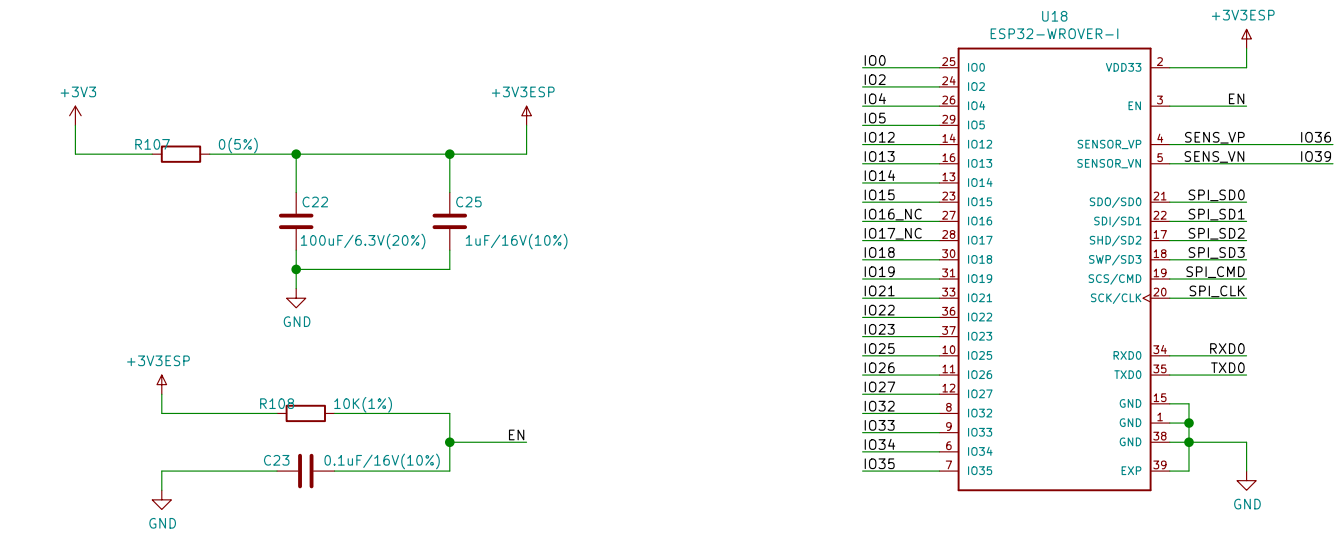 +3V3
+3V3ESP
R107
0(5%)
C22
100uF/6.3V(20%)
C25
1uF/16V(10%)
GND
+3V3ESP
R108
10K(1%)
EN
C23
0.1uF/16V(10%)
GND
U18
ESP32-WROVER-I
+3V3ESP
IO0 25 IO0
IO2 24 IO2
IO4 26 IO4
IO5 29 IO5
IO12 14 IO12
IO13 16 IO13
IO14 13 IO14
IO15 23 IO15
IO16_NC 27 IO16
IO17_NC 28 IO17
IO18 30 IO18
IO19 31 IO19
IO21 33 IO21
IO22 36 IO22
IO23 37 IO23
IO25 10 IO25
IO26 11 IO26
IO27 12 IO27
IO32 8 IO32
IO33 9 IO33
IO34 6 IO34
IO35 7 IO35
VDD33 2
EN 3 EN
SENSOR_VP 4 SENS_VP IO36
SENSOR_VN 5 SENS_VN IO39
SDO/SD0 21 SPI_SD0
SDI/SD1 22 SPI_SD1
SHD/SD2 17 SPI_SD2
SWP/SD3 18 SPI_SD3
SCS/CMD 19 SPI_CMD
SCK/CLK 20 SPI_CLK
RXD0 34 RXD0
TXD0 35 TXD0
GND 15
GND 1
GND 38
EXP 39
GND